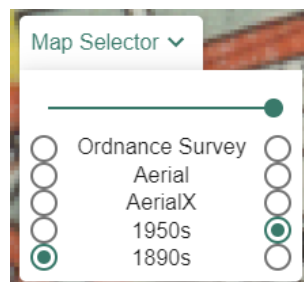 Map Selector
Ordnance Survey
Aerial
AerialX
1950s
1890s